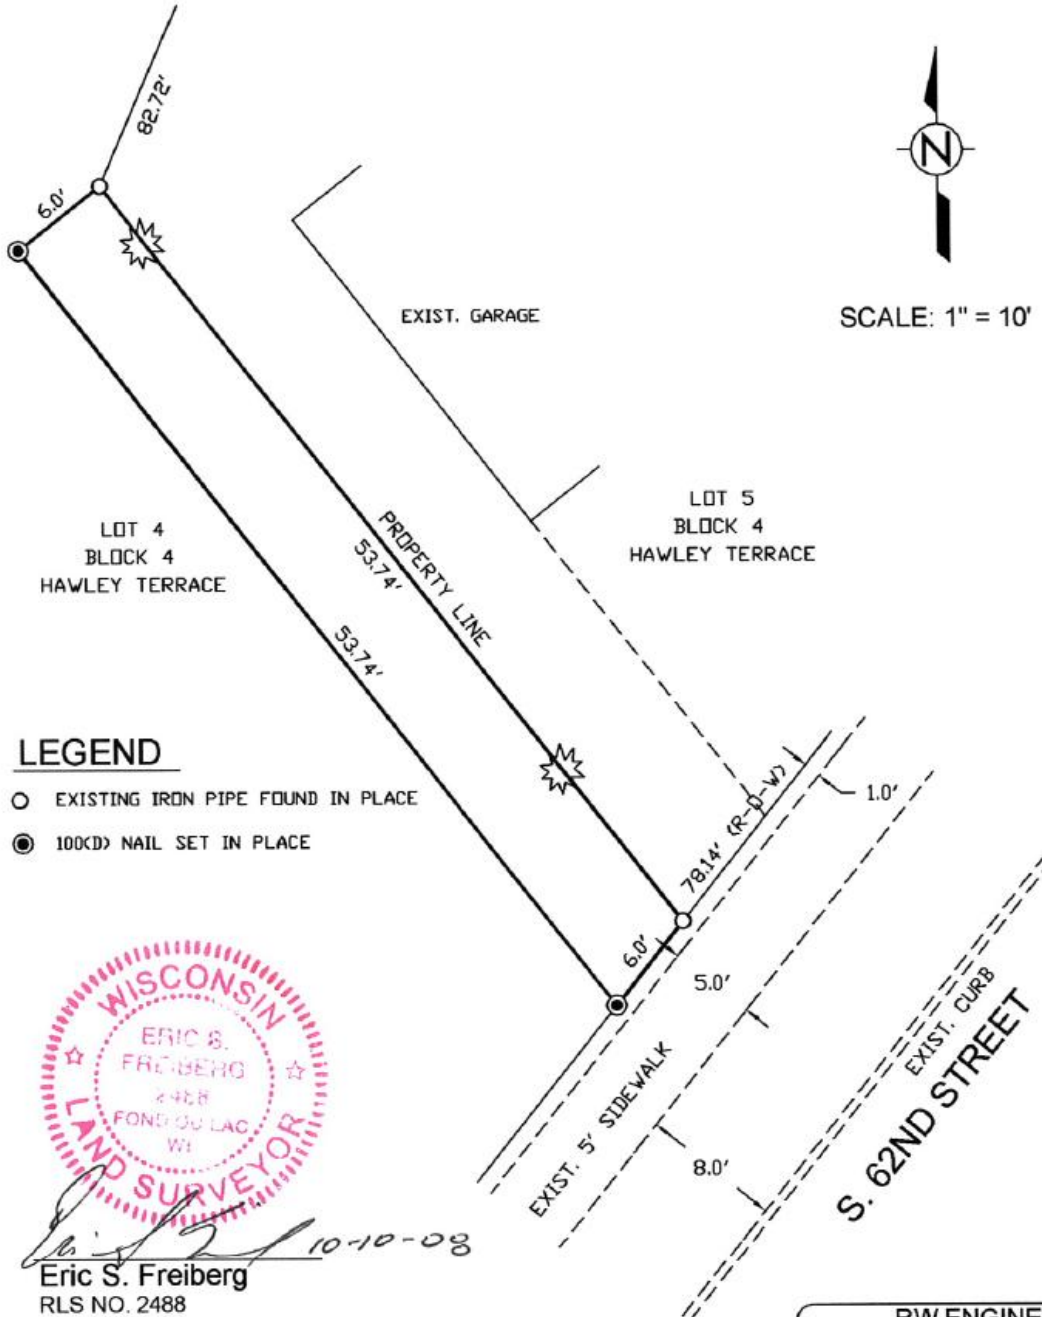 82.72'
6.0'
N
SCALE: 1" = 10'
EXIST. GARAGE
LOT 5
BLOCK 4
HAWLEY TERRACE
LOT 4
BLOCK 4
HAWLEY TERRACE
PROPERTY LINE
53.74'
53.74'
LEGEND
EXISTING IRON PIPE FOUND IN PLACE
100(D) NAIL SET IN PLACE
78.14' (R-O-W)
1.0'
6.0'
5.0'
EXIST. 5' SIDEWALK
8.0'
EXIST. CURB
S. 62ND STREET
WISCONSIN
ERIC S.
FREIBERG
2488
FOND DU LAC
WI
LAND SURVEYOR
10-10-08
Eric S. Freiberg
RLS NO. 2488